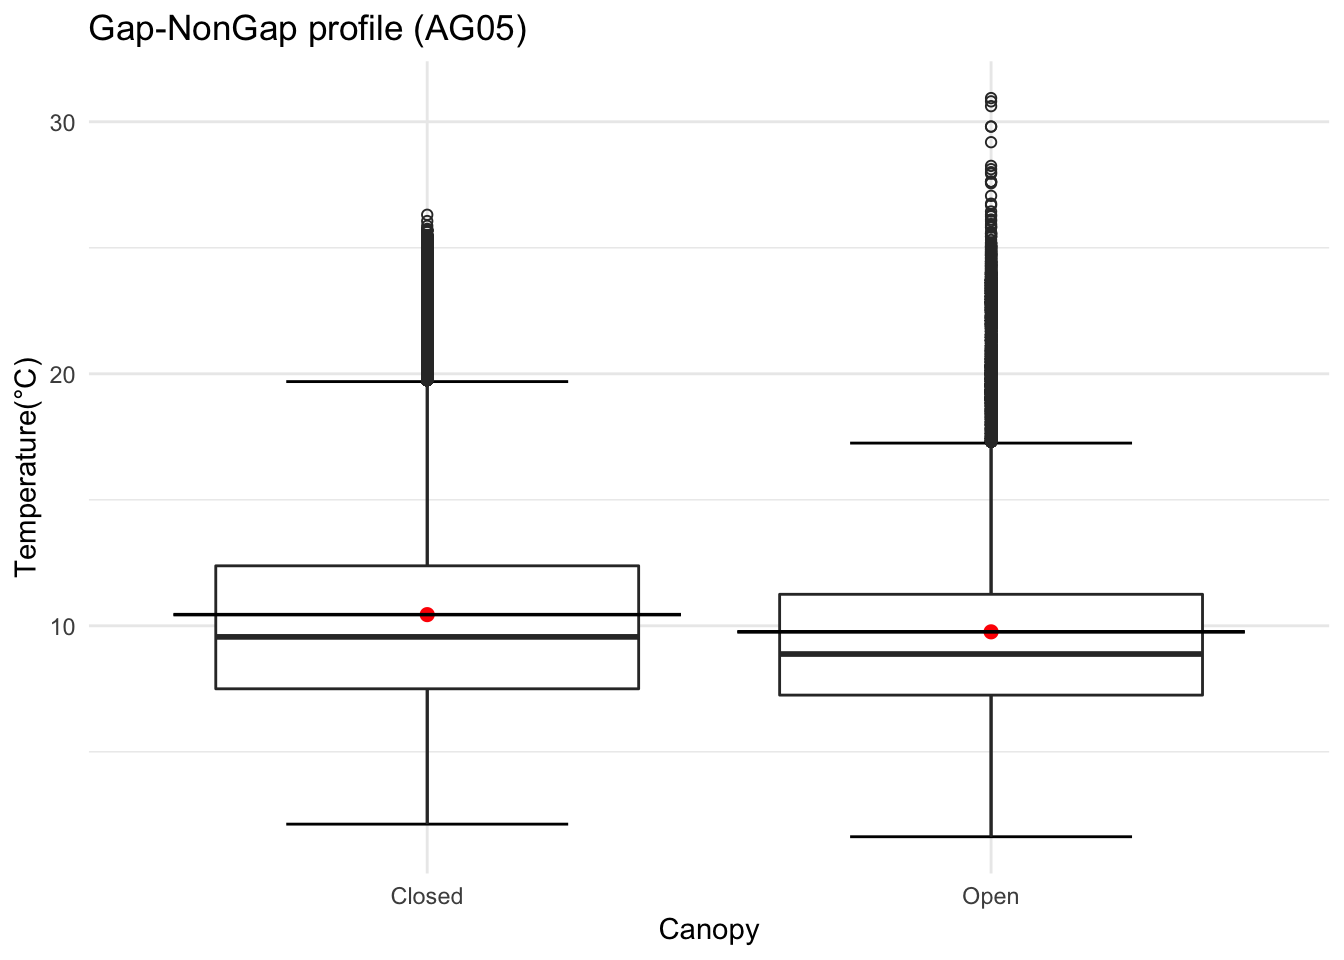 Gap-NonGap profile (AG05)
30
20
10
Temperature(°C)
Closed
Open
Canopy